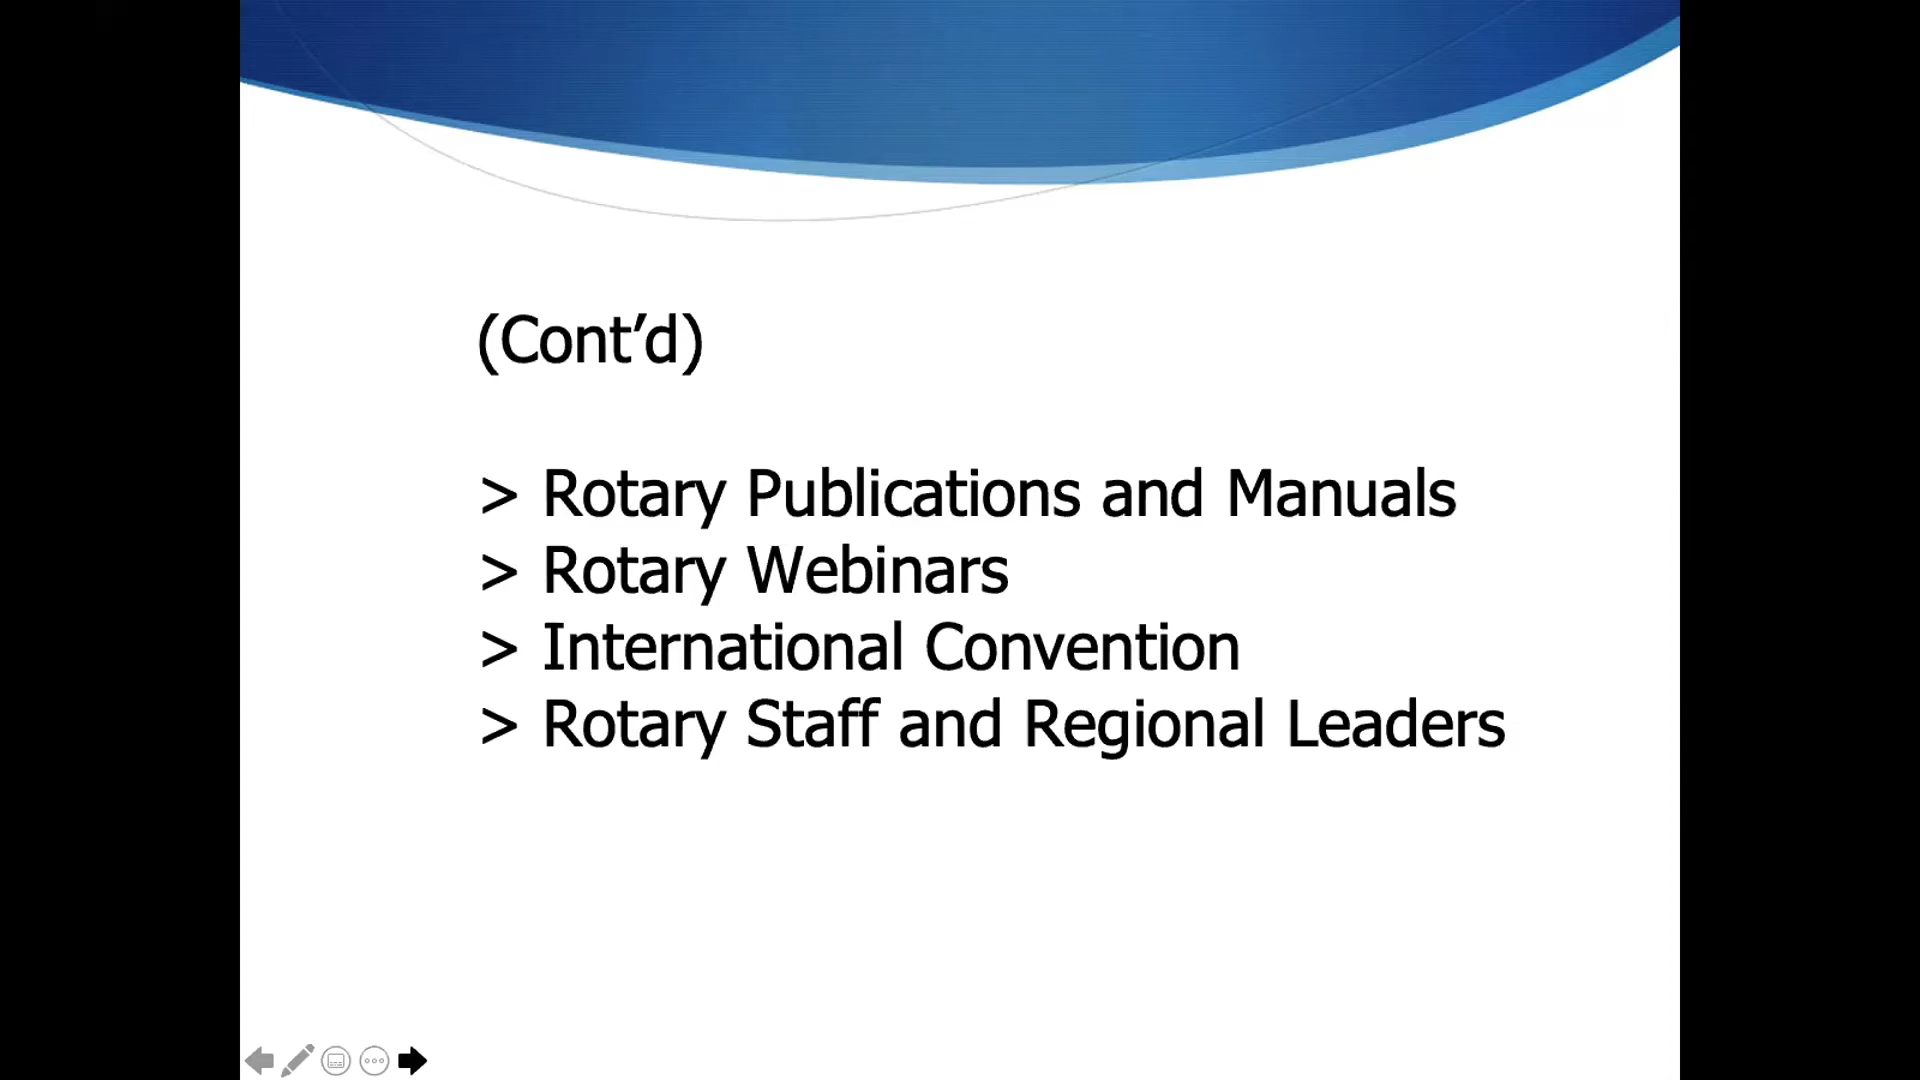 (Cont’d)
> Rotary Publications and Manuals
> Rotary Webinars
> International Convention
> Rotary Staff and Regional Leaders